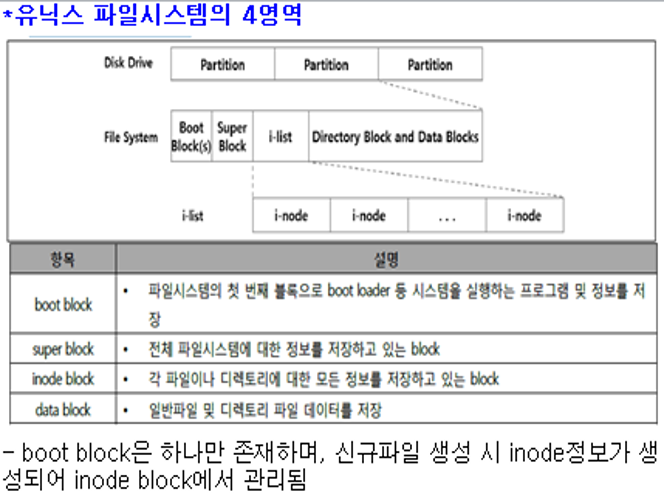 *유닉스 파일시스템의 4영역
Disk Drive Partition Partition Partition
File System Boot Block(s) Super Block i-list Directory Block and Data Blocks
i-list i-node i-node ... i-node
항목 설명
boot block • 파일시스템의 첫 번째 블록으로 boot loader 등 시스템을 실행하는 프로그램 및 정보를 저
장
super block • 전체 파일시스템에 대한 정보를 저장하고 있는 block
inode block • 각 파일이나 디렉토리에 대한 모든 정보를 저장하고 있는 block
data block • 일반파일 및 디렉토리 파일 데이터를 저장
– boot block은 하나만 존재하며, 신규파일 생성 시 inode정보가 생
성되어 inode block에서 관리됨